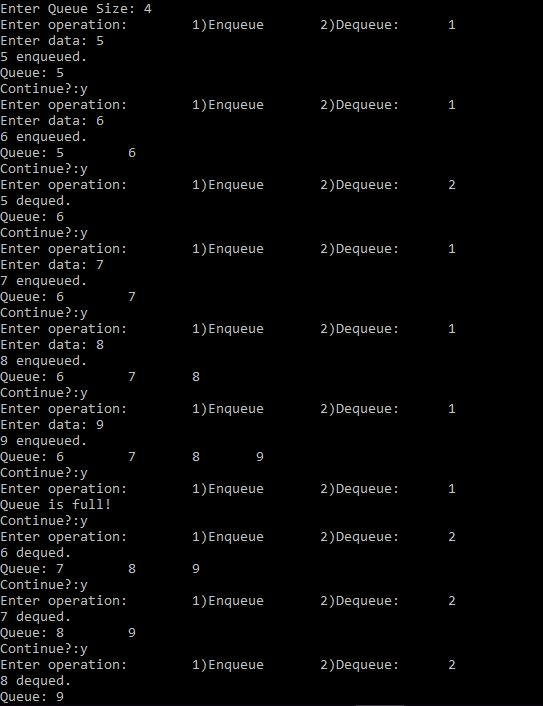 Enter Queue Size: 4
Enter operation: 1)Enqueue 2)Dequeue: 1
Enter data: 5
5 enqueued.
Queue: 5
Continue?:y
Enter operation: 1)Enqueue 2)Dequeue: 1
Enter data: 6
6 enqueued.
Queue: 5 6
Continue?:y
Enter operation: 1)Enqueue 2)Dequeue: 2
5 dequed.
Queue: 6
Continue?:y
Enter operation: 1)Enqueue 2)Dequeue: 1
Enter data: 7
7 enqueued.
Queue: 6 7
Continue?:y
Enter operation: 1)Enqueue 2)Dequeue: 1
Enter data: 8
8 enqueued.
Queue: 6 7 8
Continue?:y
Enter operation: 1)Enqueue 2)Dequeue: 1
Enter data: 9
9 enqueued.
Queue: 6 7 8 9
Continue?:y
Enter operation: 1)Enqueue 2)Dequeue: 1
Queue is full!
Continue?:y
Enter operation: 1)Enqueue 2)Dequeue: 2
6 dequed.
Queue: 7 8 9
Continue?:y
Enter operation: 1)Enqueue 2)Dequeue: 2
7 dequed.
Queue: 8 9
Continue?:y
Enter operation: 1)Enqueue 2)Dequeue: 2
8 dequed.
Queue: 9